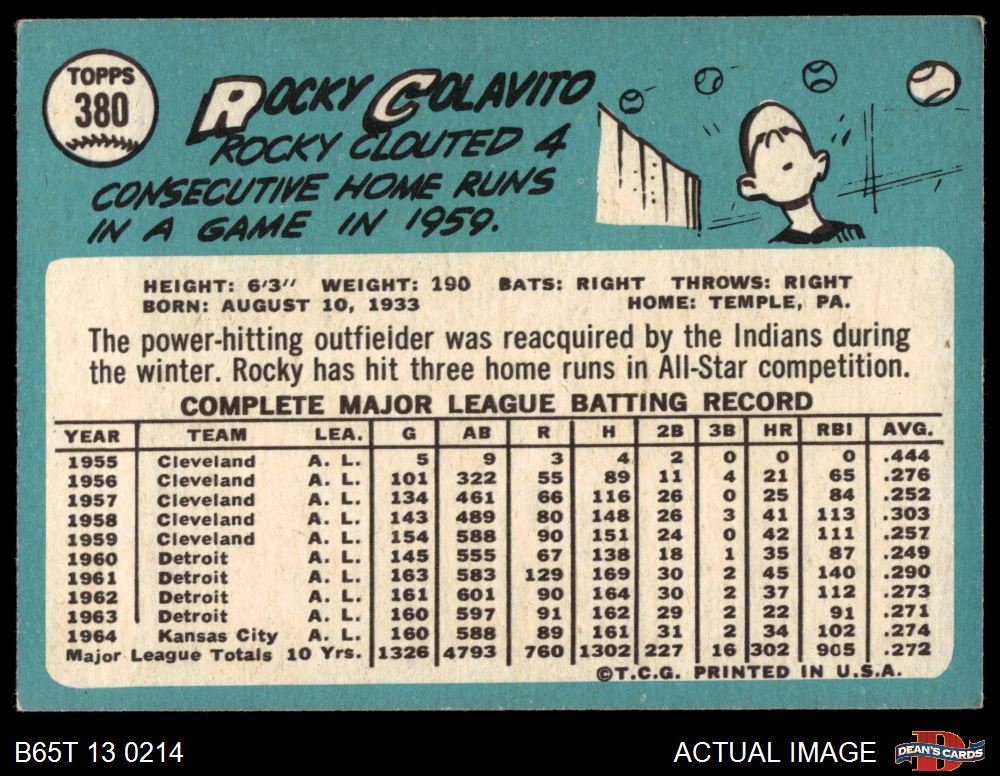 TOPPS
380
ROCKY COLAVITO
ROCKY CLOUTED 4
CONSECUTIVE HOME RUNS
IN A GAME IN 1959.
HEIGHT: 6'3" WEIGHT: 190 BATS: RIGHT THROWS: RIGHT
BORN: AUGUST 10, 1933 HOME: TEMPLE, PA.
The power-hitting outfielder was reacquired by the Indians during
the winter. Rocky has hit three home runs in All-Star competition.
COMPLETE MAJOR LEAGUE BATTING RECORD
YEAR TEAM LEA. G AB R H 2B 3B HR RBI AVG.
1955 Cleveland A. L. 5 9 3 4 2 0 0 0 .444
1956 Cleveland A. L. 101 322 55 89 11 4 21 65 .276
1957 Cleveland A. L. 134 461 66 116 26 0 25 84 .252
1958 Cleveland A. L. 143 489 80 148 26 3 41 113 .303
1959 Cleveland A. L. 154 588 90 151 24 0 42 111 .257
1960 Detroit A. L. 145 555 67 138 18 1 35 87 .249
1961 Detroit A. L. 163 583 129 169 30 2 45 140 .290
1962 Detroit A. L. 161 601 90 164 30 2 37 112 .273
1963 Detroit A. L. 160 597 91 162 29 2 22 91 .271
1964 Kansas City A. L. 160 588 89 161 31 2 34 102 .274
Major League Totals 10 Yrs. 1326 4793 760 1302 227 16 302 905 .272
©T.C.G. PRINTED IN U.S.A.
B65T 13 0214 ACTUAL IMAGE
D
DEAN'S CARDS